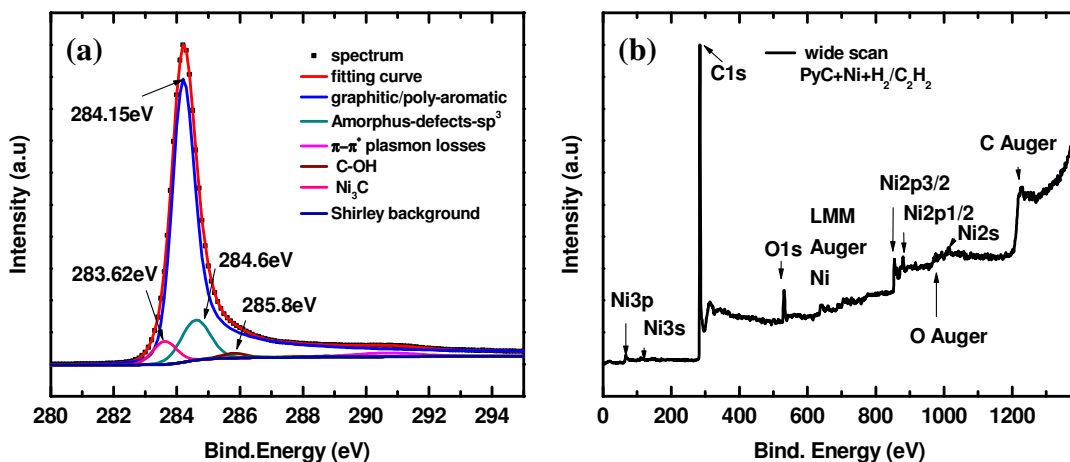 (a)
spectrum
fitting curve
graphitic/poly-aromatic
Amorphus-defects-sp³
π–π* plasmon losses
C-OH
Ni₃C
Shirley background
284.15eV
283.62eV
284.6eV
285.8eV
Intensity (a.u)
280 282 284 286 288 290 292 294
Bind.Energy (eV)
(b)
wide scan
PyC+Ni+H₂/C₂H₂
C1s
C Auger
Ni2p3/2
Ni2p1/2
Ni2s
LMM
Auger
Ni
O1s
O Auger
Ni3p
Ni3s
Intensity (a.u)
0 200 400 600 800 1000 1200
Bind. Energy (eV)